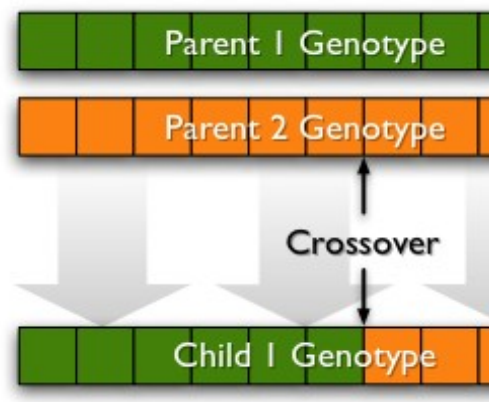 Parent 1 Genotype
Parent 2 Genotype
Crossover
Child 1 Genotype